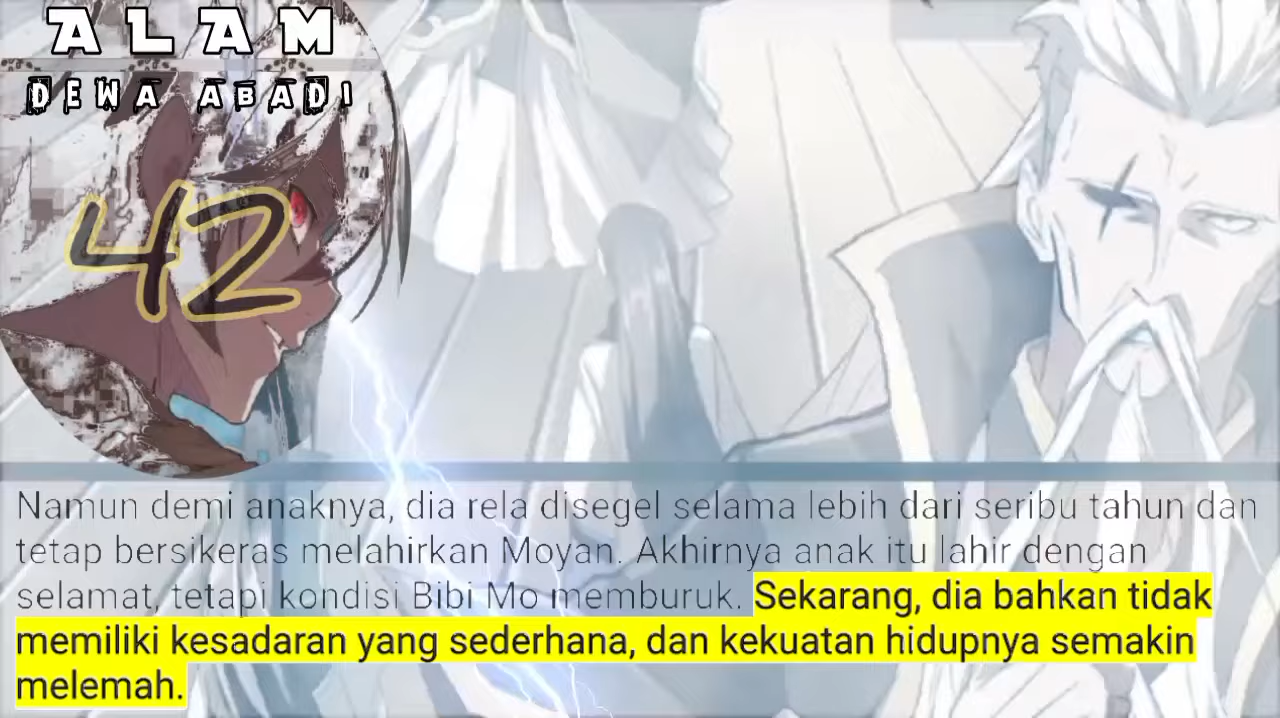 ALAM
DEWA ABADI
42
Namun demi anaknya, dia rela disegel selama lebih dari seribu tahun dan
tetap bersikeras melahirkan Moyan. Akhirnya anak itu lahir dengan
selamat, tetapi kondisi Bibi Mo memburuk. Sekarang, dia bahkan tidak
memiliki kesadaran yang sederhana, dan kekuatan hidupnya semakin
melemah.